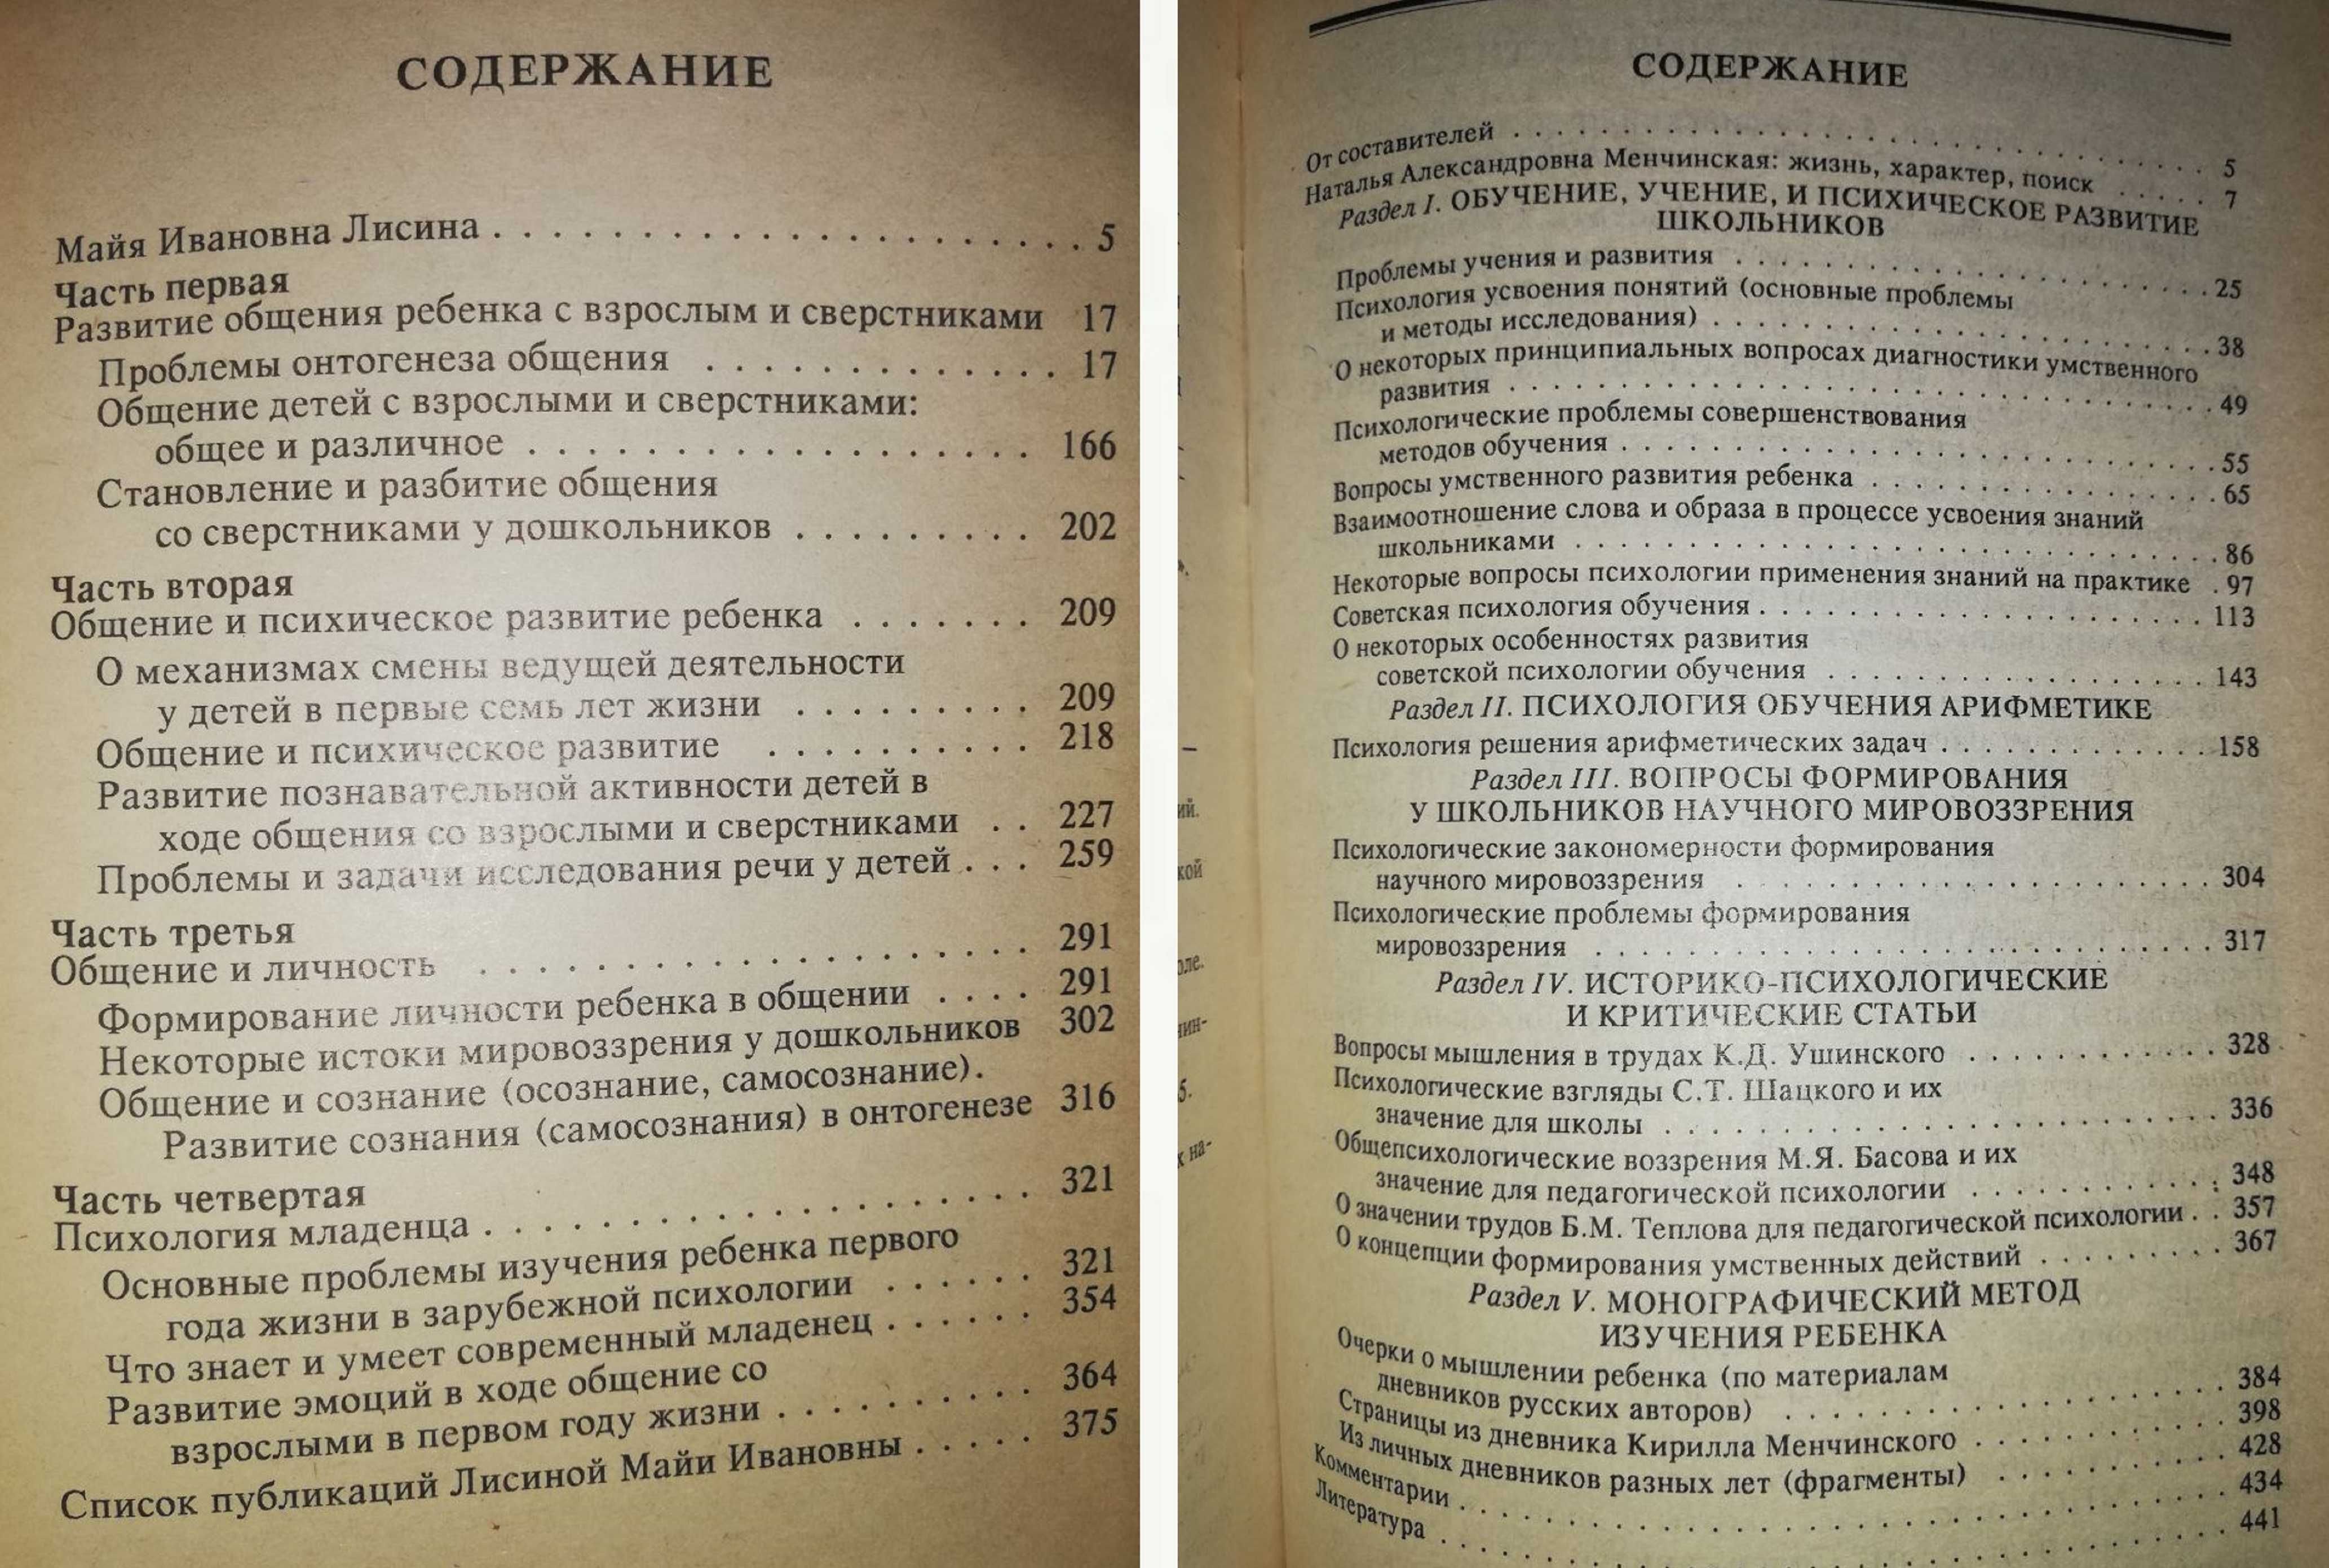 СОДЕРЖАНИЕ
Майя Ивановна Лисина . . . . . . . . . . . . . . . . . . . . 5
Часть первая
Развитие общения ребенка с взрослым и сверстниками 17
Проблемы онтогенеза общения . . . . . . . . . . . . . 17
Общение детей с взрослыми и сверстниками:
общее и различное . . . . . . . . . . . . . . . . . 166
Становление и разбитие общения
со сверстниками у дошкольников . . . . . . . . . 202
Часть вторая
Общение и психическое развитие ребенка . . . . . . . 209
О механизмах смены ведущей деятельности
у детей в первые семь лет жизни . . . . . . . . . 209
Общение и психическое развитие . . . . . . . . . . 218
Развитие познавательной активности детей в
ходе общения со взрослыми и сверстниками . . 227
Проблемы и задачи исследования речи у детей . . . 259
Часть третья
Общение и личность . . . . . . . . . . . . . . . . . . . 291
Формирование личности ребенка в общении . . . . 291
Некоторые истоки мировоззрения у дошкольников 302
Общение и сознание (осознание, самосознание).
Развитие сознания (самосознания) в онтогенезе 316
Часть четвертая
Психология младенца . . . . . . . . . . . . . . . . . . . 321
Основные проблемы изучения ребенка первого
года жизни в зарубежной психологии . . . . . . 321
Что знает и умеет современный младенец . . . . . . 354
Развитие эмоций в ходе общение со
взрослыми в первом году жизни . . . . . . . . . . 364
Список публикаций Лисиной Майи Ивановны . . . . . 375
СОДЕРЖАНИЕ
От составителей . . . . . . . . . . . . . . . . . . . . . . . . 5
Наталья Александровна Менчинская: жизнь, характер, поиск . . . . . 7
Раздел I. ОБУЧЕНИЕ, УЧЕНИЕ, И ПСИХИЧЕСКОЕ РАЗВИТИЕ
ШКОЛЬНИКОВ
Проблемы учения и развития . . . . . . . . . . . . . . . . 25
Психология усвоения понятий (основные проблемы
и методы исследования) . . . . . . . . . . . . . . . . . 38
О некоторых принципиальных вопросах диагностики умственного
развития . . . . . . . . . . . . . . . . . . . . . . . . 49
Психологические проблемы совершенствования
методов обучения . . . . . . . . . . . . . . . . . . . . 55
Вопросы умственного развития ребенка . . . . . . . . . . . . 65
Взаимоотношение слова и образа в процессе усвоения знаний
школьниками . . . . . . . . . . . . . . . . . . . . . . 86
Некоторые вопросы психологии применения знаний на практике . 97
Советская психология обучения . . . . . . . . . . . . . . . 113
О некоторых особенностях развития
советской психологии обучения . . . . . . . . . . . . . 143
Раздел II. ПСИХОЛОГИЯ ОБУЧЕНИЯ АРИФМЕТИКЕ
Психология решения арифметических задач . . . . . . . . . . 158
Раздел III. ВОПРОСЫ ФОРМИРОВАНИЯ
У ШКОЛЬНИКОВ НАУЧНОГО МИРОВОЗЗРЕНИЯ
Психологические закономерности формирования
научного мировоззрения . . . . . . . . . . . . . . . . . 304
Психологические проблемы формирования
мировоззрения . . . . . . . . . . . . . . . . . . . . . 317
Раздел IV. ИСТОРИКО-ПСИХОЛОГИЧЕСКИЕ
И КРИТИЧЕСКИЕ СТАТЬИ
Вопросы мышления в трудах К.Д. Ушинского . . . . . . . . . 328
Психологические взгляды С.Т. Шацкого и их
значение для школы . . . . . . . . . . . . . . . . . . . 336
Общепсихологические воззрения М.Я. Басова и их
значение для педагогической психологии . . . . . . . . . 348
О значении трудов Б.М. Теплова для педагогической психологии . . 357
О концепции формирования умственных действий . . . . . . . 367
Раздел V. МОНОГРАФИЧЕСКИЙ МЕТОД
ИЗУЧЕНИЯ РЕБЕНКА
Очерки о мышлении ребенка (по материалам
дневников русских авторов) . . . . . . . . . . . . . . . 384
Страницы из дневника Кирилла Менчинского . . . . . . . . . 398
Из личных дневников разных лет (фрагменты) . . . . . . . . 428
Комментарии . . . . . . . . . . . . . . . . . . . . . . . . 434
Литература . . . . . . . . . . . . . . . . . . . . . . . . 441